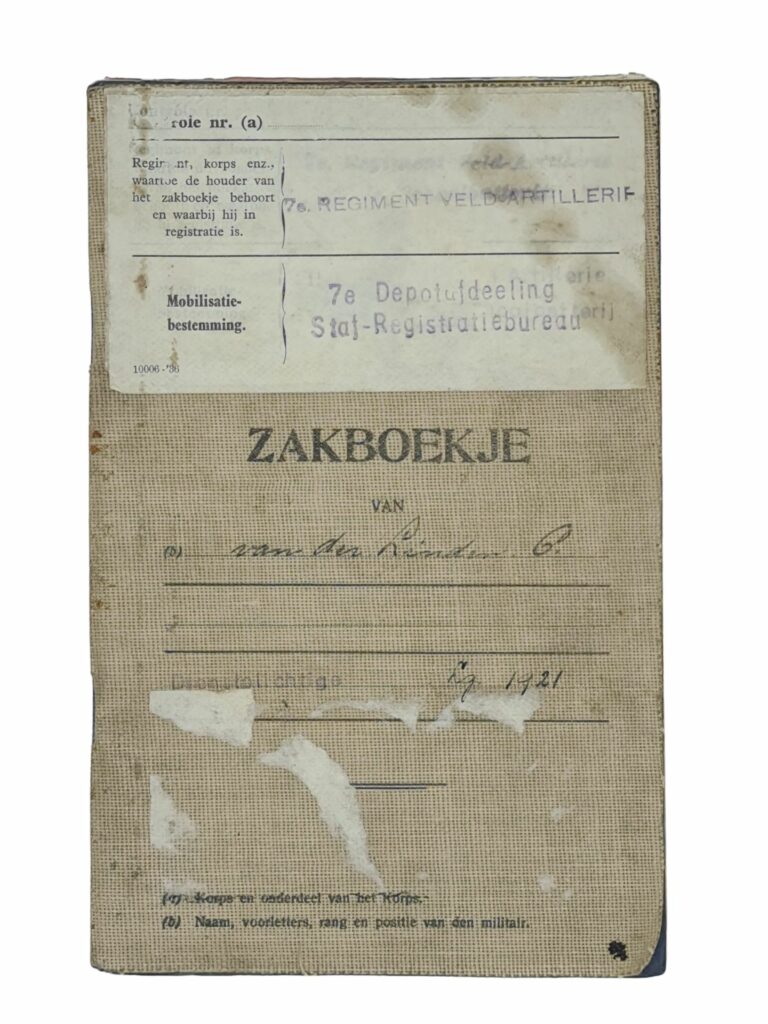 roie nr. (a)
Regiment, korps enz.,
waartoe de houder van
het zakboekje behoort
en waarbij hij in
registratie is.
7e. REGIMENT VELD-ARTILLERIE
Mobilisatie-
bestemming.
7e Depotafdeeling
Staf-Registratiebureau
10006 - '36
ZAKBOEKJE
VAN
(b) van der Linden
Dienstplichtige Lg. 1921
(a) Korps en onderdeel van het Korps.
(b) Naam, voorletters, rang en positie van den militair.